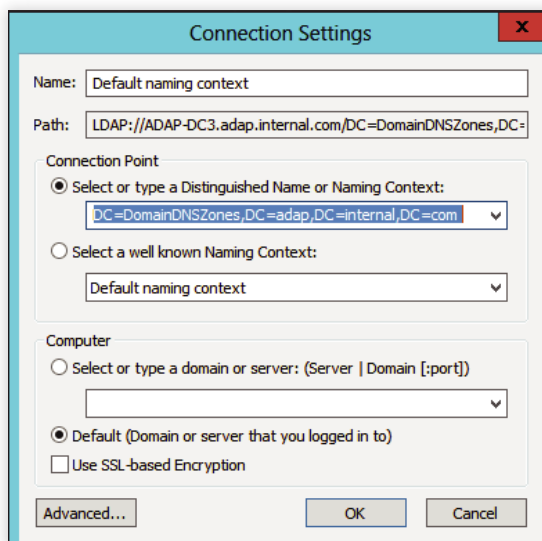 Connection Settings
x
Name: Default naming context
Path: LDAP://ADAP-DC3.adap.internal.com/DC=DomainDNSZones,DC=
Connection Point
Select or type a Distinguished Name or Naming Context:
DC=DomainDNSZones,DC=adap,DC=internal,DC=com
Select a well known Naming Context:
Default naming context
Computer
Select or type a domain or server: (Server | Domain [:port])
Default (Domain or server that you logged in to)
Use SSL-based Encryption
Advanced... OK Cancel